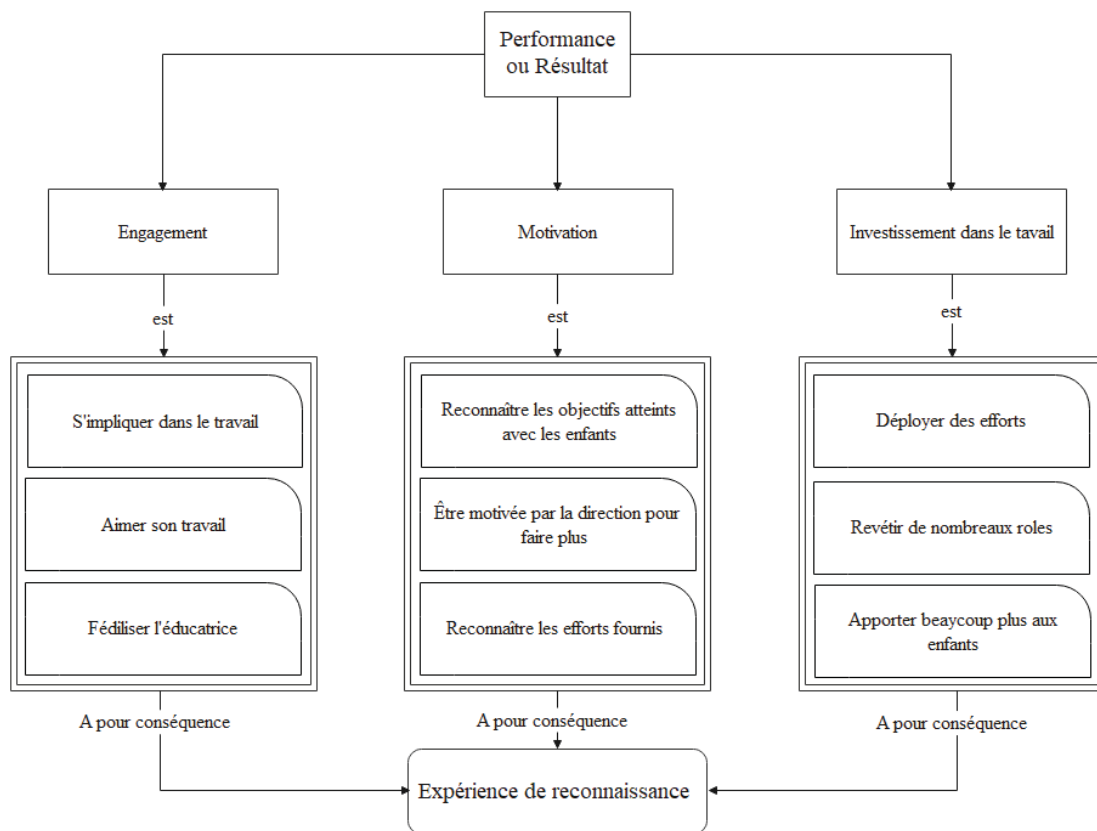 Performance
ou Résultat
Engagement
Motivation
Investissement dans le tavail
est
est
est
S'impliquer dans le travail
Aimer son travail
Fédiliser l'éducatrice
Reconnaître les objectifs atteints
avec les enfants
Être motivée par la direction pour
faire plus
Reconnaître les efforts fournis
Déployer des efforts
Revétir de nombreux roles
Apporter beaycoup plus aux
enfants
A pour conséquence
A pour conséquence
A pour conséquence
Expérience de reconnaissance